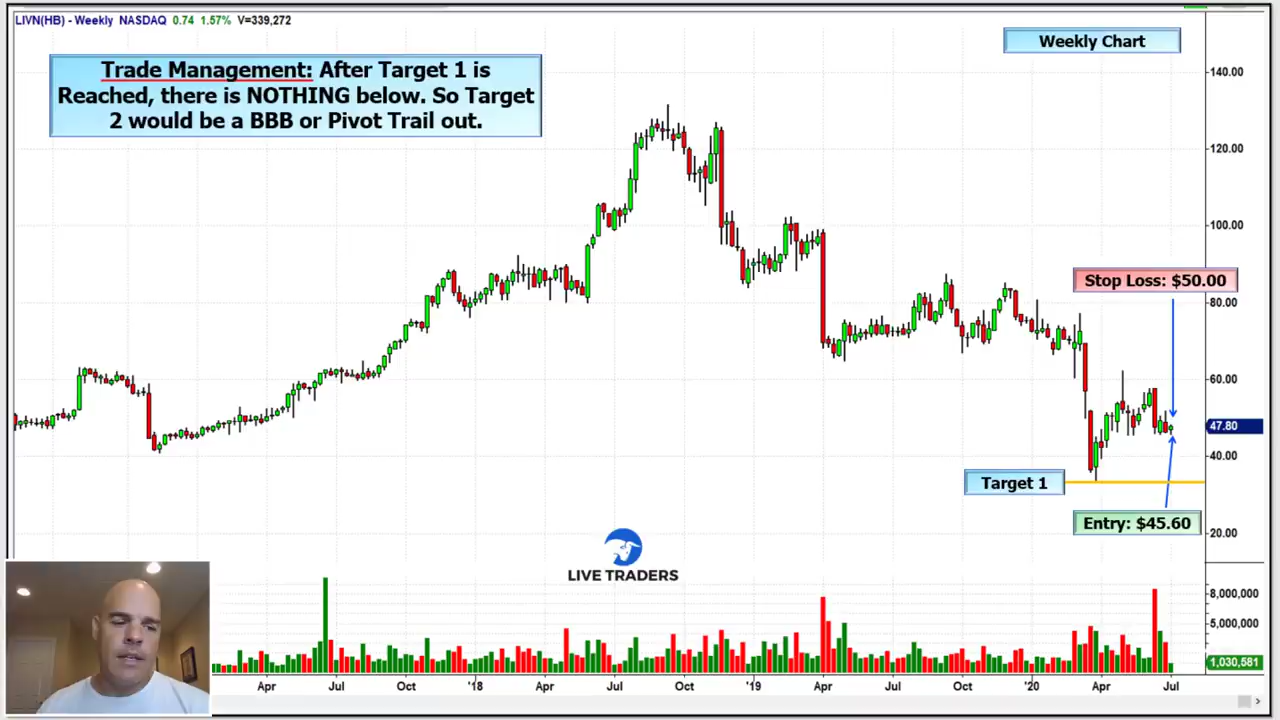 LIVN(HB) - Weekly NASDAQ 0.74 1.57% V=339,272
Weekly Chart
Trade Management: After Target 1 is
Reached, there is NOTHING below. So Target
2 would be a BBB or Pivot Trail out.
140.00
120.00
100.00
Stop Loss: $50.00
80.00
60.00
47.80
40.00
Target 1
Entry: $45.60
20.00
LIVE TRADERS
8,000,000
5,000,000
1,030,581
Apr Jul Oct '18 Apr Jul Oct '19 Apr Jul Oct '20 Apr Jul